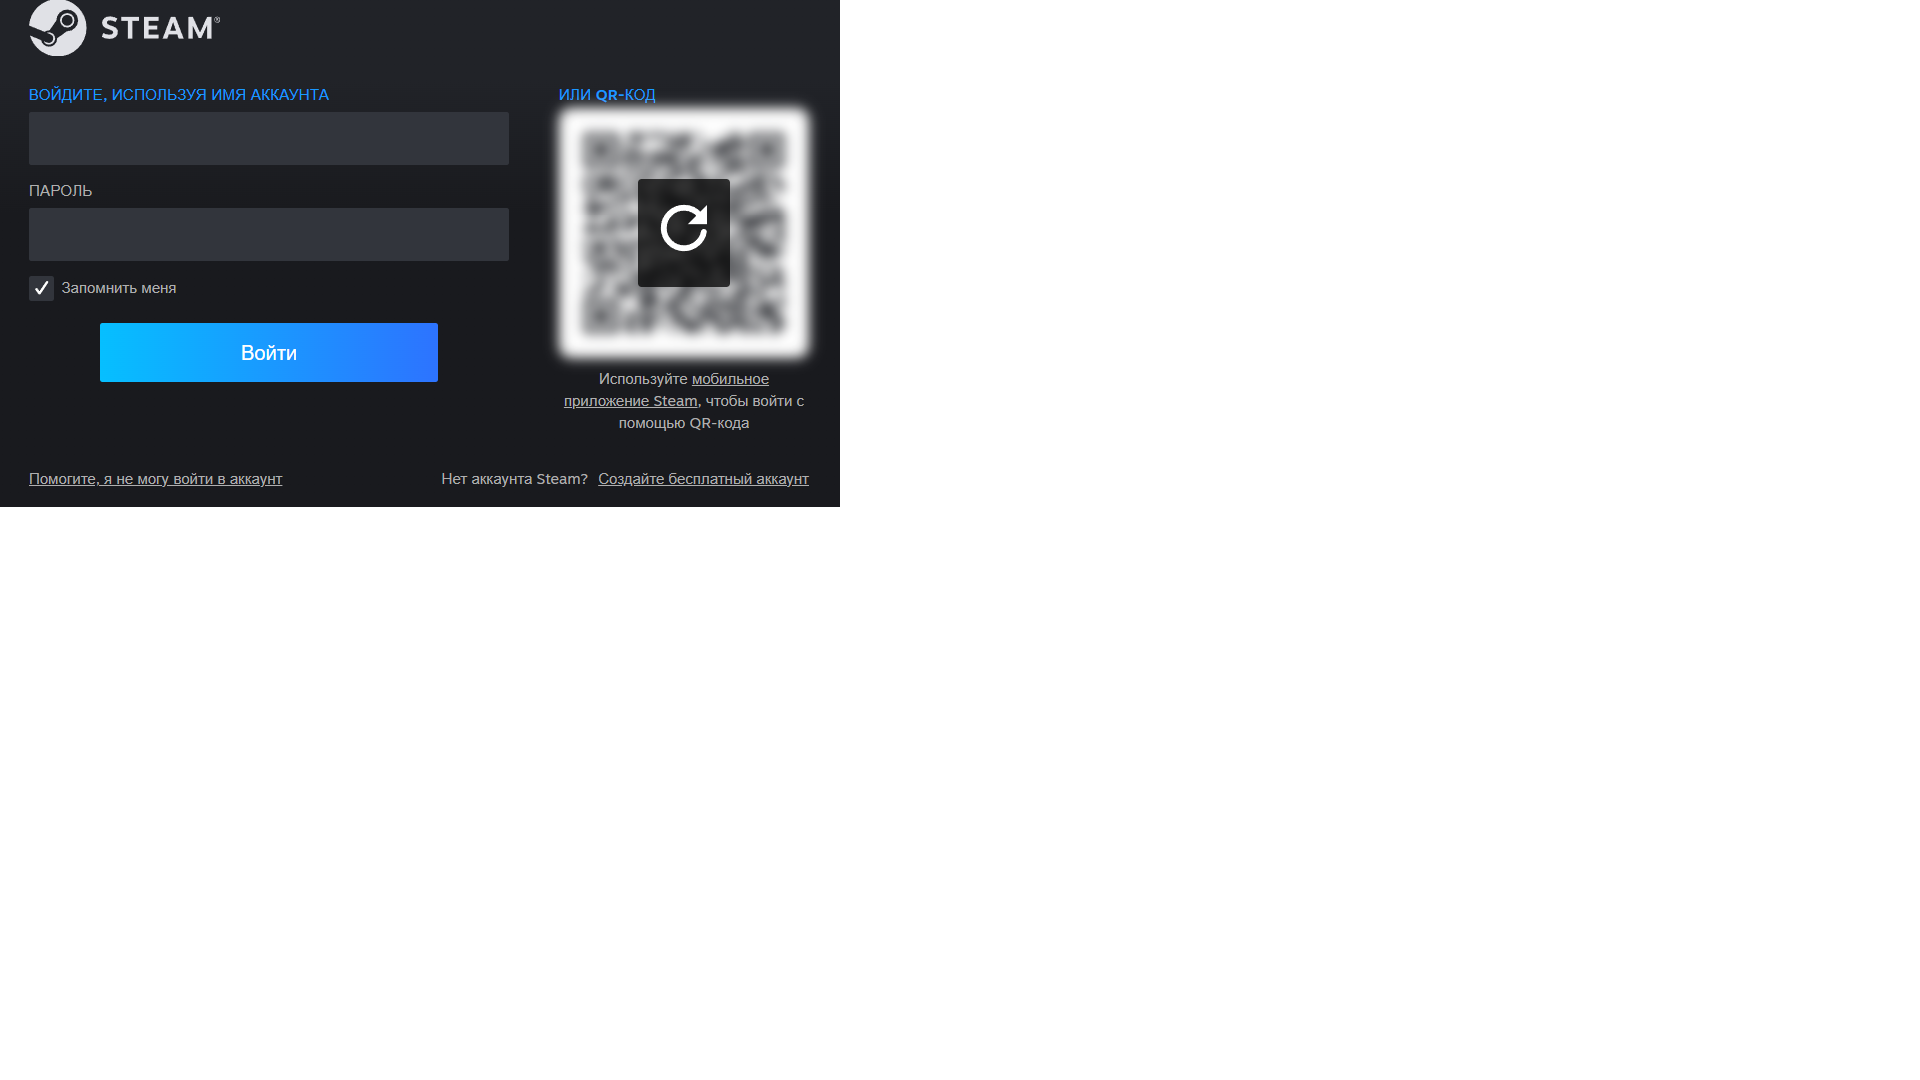 STEAM®
ВОЙДИТЕ, ИСПОЛЬЗУЯ ИМЯ АККАУНТА
ПАРОЛЬ
Запомнить меня
Войти
ИЛИ QR-КОД
Используйте мобильное
приложение Steam, чтобы войти с
помощью QR-кода
Помогите, я не могу войти в аккаунт
Нет аккаунта Steam? Создайте бесплатный аккаунт